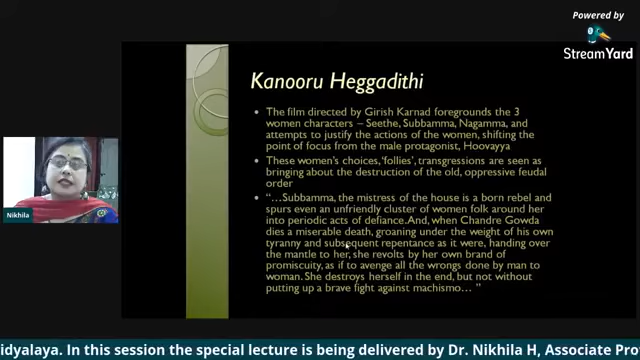 Powered by
StreamYard
Kanooru Heggadithi
• The film directed by Girish Karnad foregrounds the 3
women characters – Seethe, Subbamma, Nagamma, and
attempts to justify the actions of the women, shifting the
point of focus from the male protagonist, Hoovayya
• These women's choices, 'follies', transgressions are seen as
bringing about the destruction of the old, oppressive feudal
order
• "…Subbamma, the mistress of the house is a born rebel and
spurs even an unfriendly cluster of women folk around her
into periodic acts of defiance. And, when Chandre Gowda
dies a miserable death, groaning under the weight of his own
tyranny and subsequent repentance as it were, handing over
the mantle to her, she revolts by her own brand of
promiscuity, as if to avenge all the wrongs done by man to
woman. She destroys herself in the end, but not without
putting up a brave fight against machismo… "
Nikhila
idyalaya. In this session the special lecture is being delivered by Dr. Nikhila H, Associate Pro